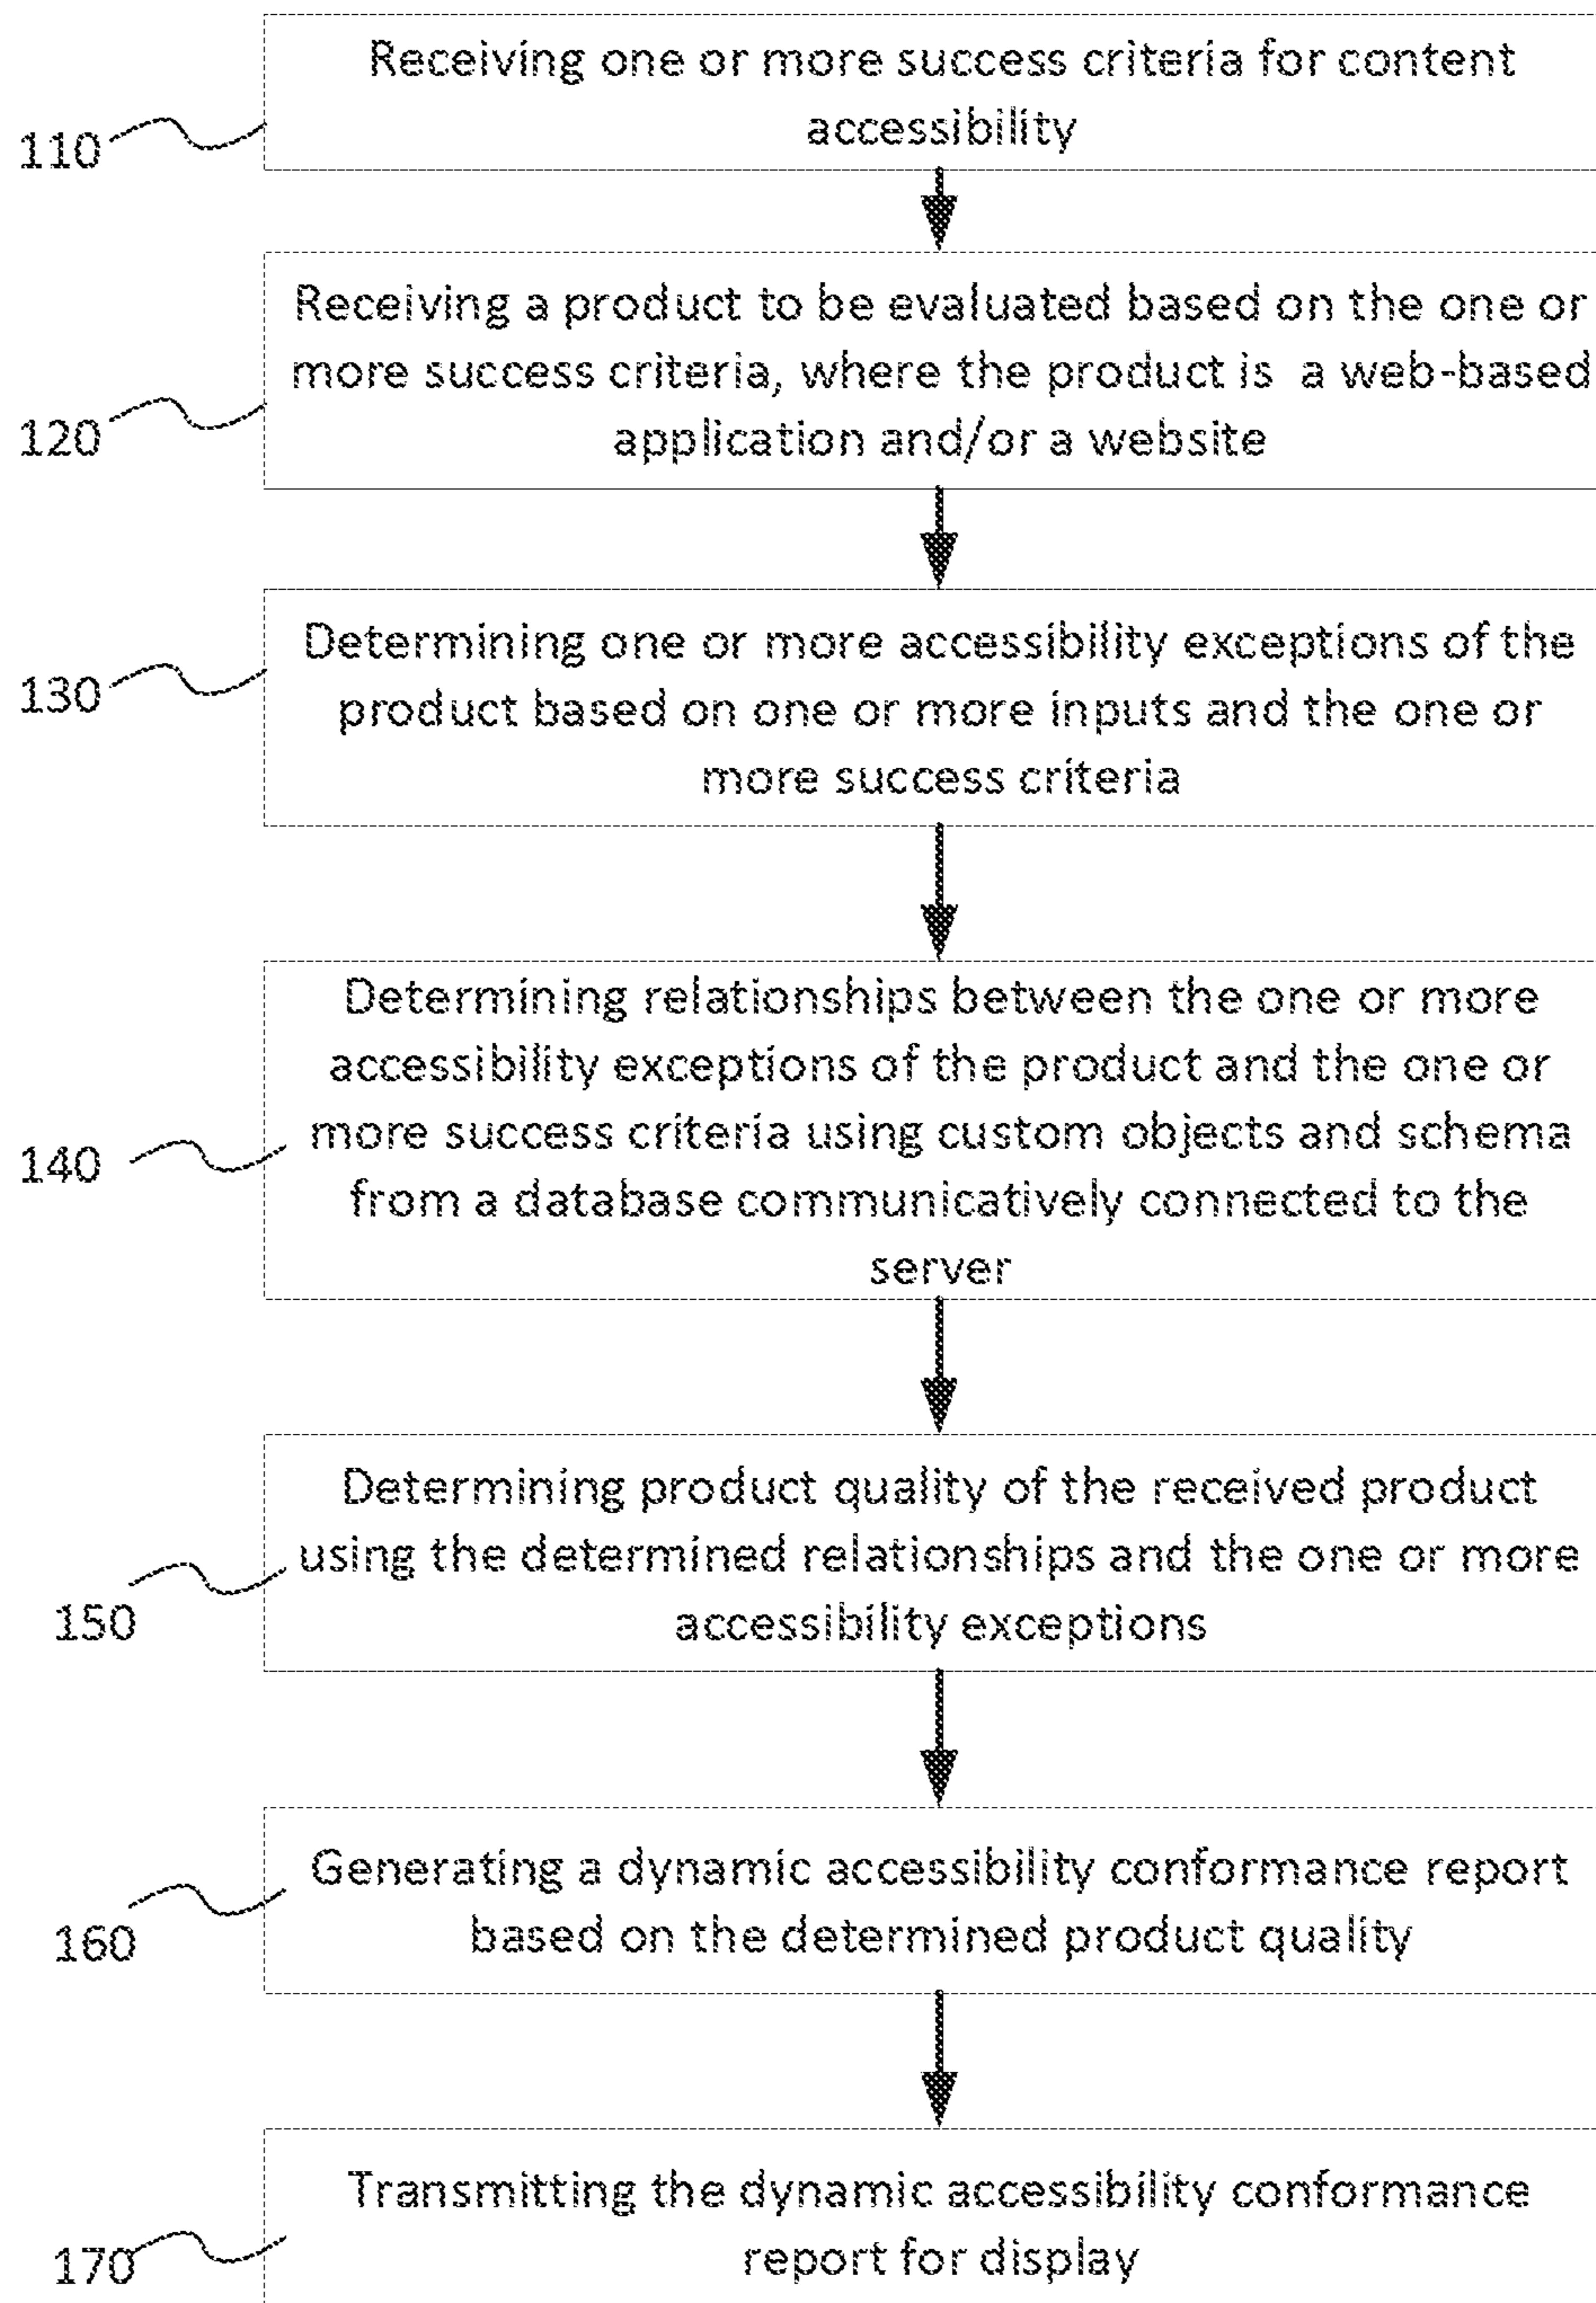 Receiving one or more success criteria for content
accessibility
110
Receiving a product to be evaluated based on the one or
more success criteria, where the product is a web-based
application and/or a website
120
Determining one or more accessibility exceptions of the
product based on one or more inputs and the one or
more success criteria
130
Determining relationships between the one or more
accessibility exceptions of the product and the one or
more success criteria using custom objects and schema
from a database communicatively connected to the
server
140
Determining product quality of the received product
using the determined relationships and the one or more
accessibility exceptions
150
Generating a dynamic accessibility conformance report
based on the determined product quality
160
Transmitting the dynamic accessibility conformance
report for display
170